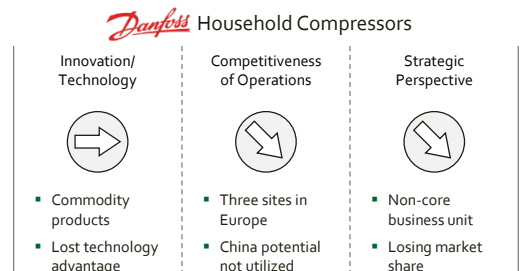 Danfoss Household Compressors
Innovation/
Technology
Commodity
products
Lost technology
advantage
Competitiveness
of Operations
Three sites in
Europe
China potential
not utilized
Strategic
Perspective
Non-core
business unit
Losing market
share